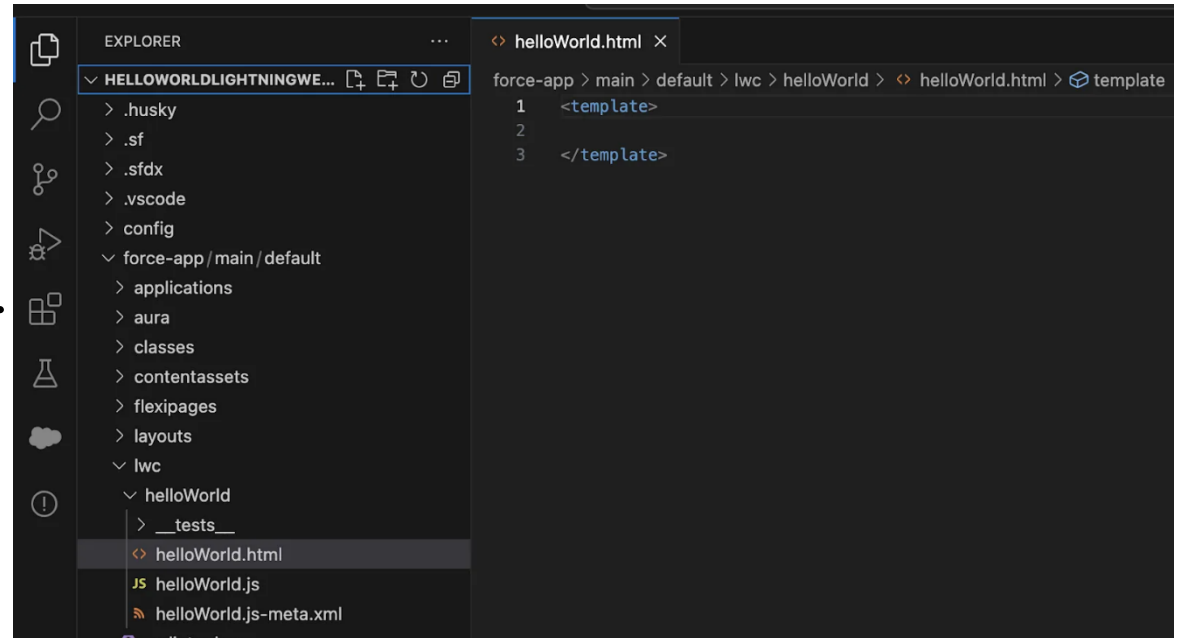 EXPLORER
HELLOWORLDLIGHTNINGWE...
.husky
.sf
.sfdx
.vscode
config
force-app/main/default
applications
aura
classes
contentassets
flexipages
layouts
lwc
helloWorld
__tests__
<> helloWorld.html
JS helloWorld.js
helloWorld.js-meta.xml
<> helloWorld.html ×
force-app > main > default > lwc > helloWorld > <> helloWorld.html > template
1 <template>
2
3 </template>